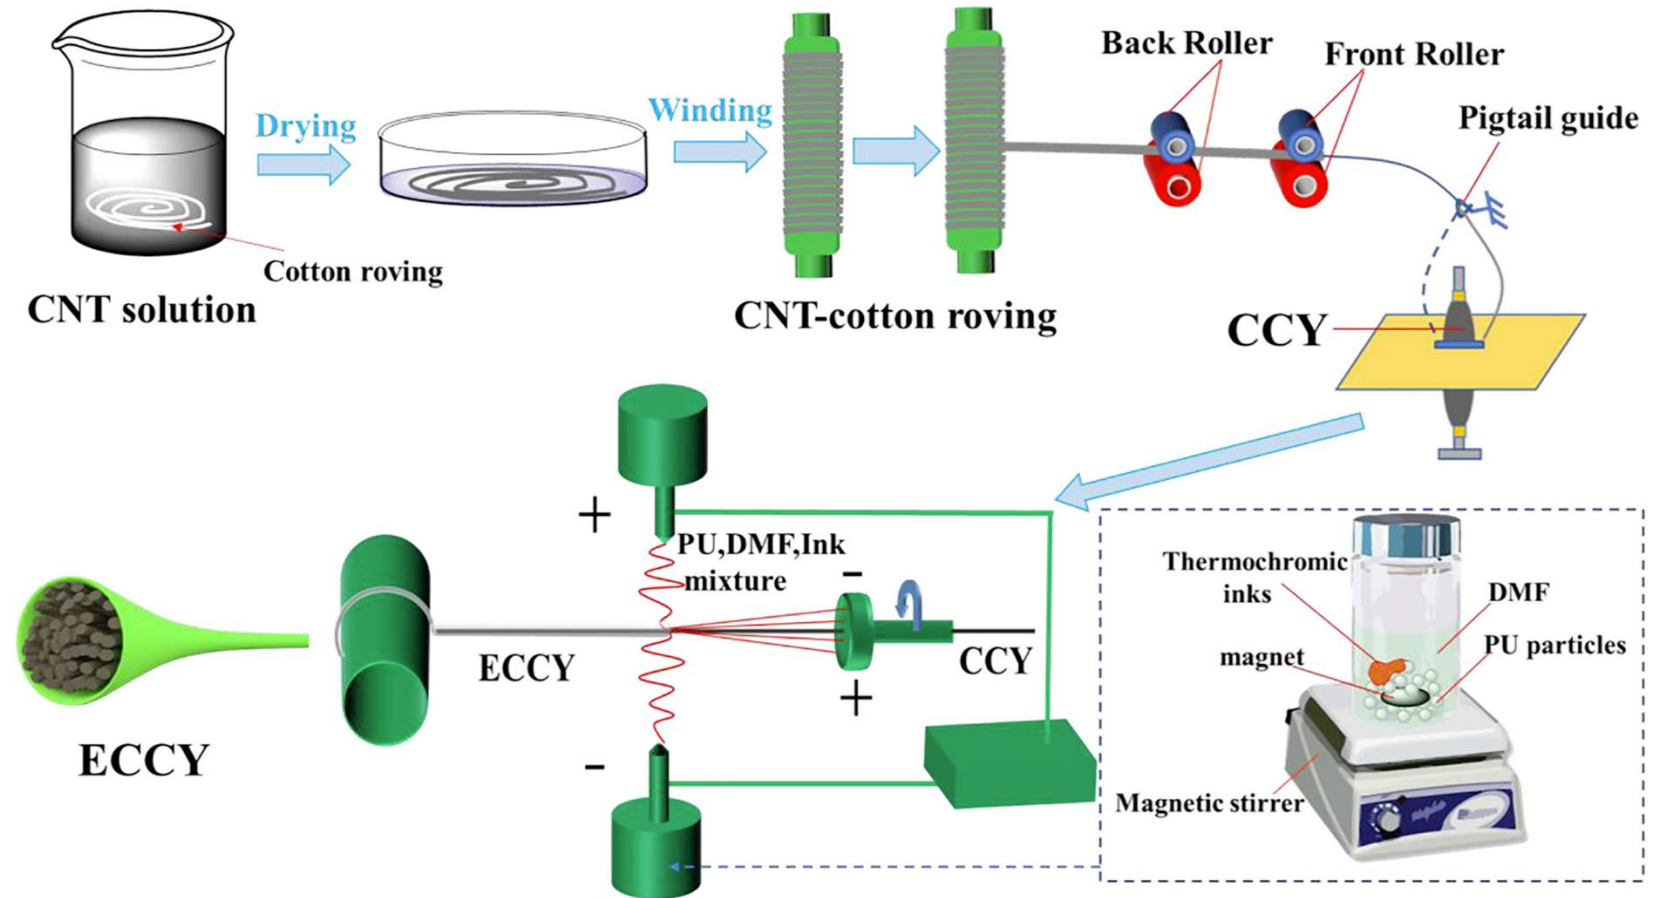 Back Roller
Front Roller
Pigtail guide
Drying
Winding
Cotton roving
CNT solution
CNT-cotton roving
CCY
+
PU,DMF,Ink
mixture
-
ECCY
CCY
+
-
ECCY
Thermochromic
inks
DMF
magnet
PU particles
Magnetic stirrer